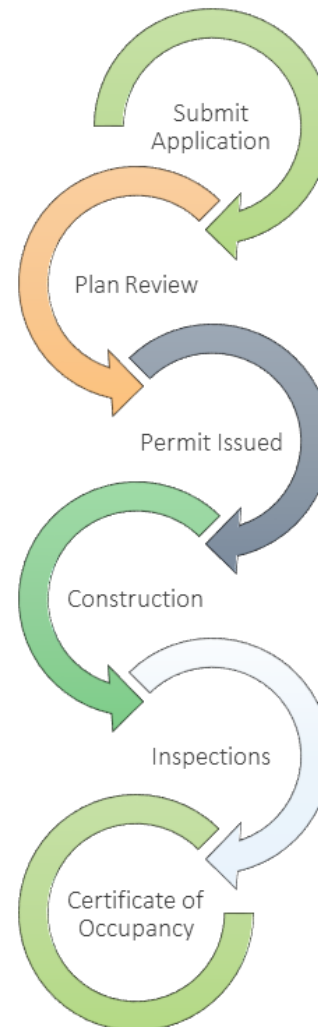 Submit
Application
Plan Review
Permit Issued
Construction
Inspections
Certificate of
Occupancy